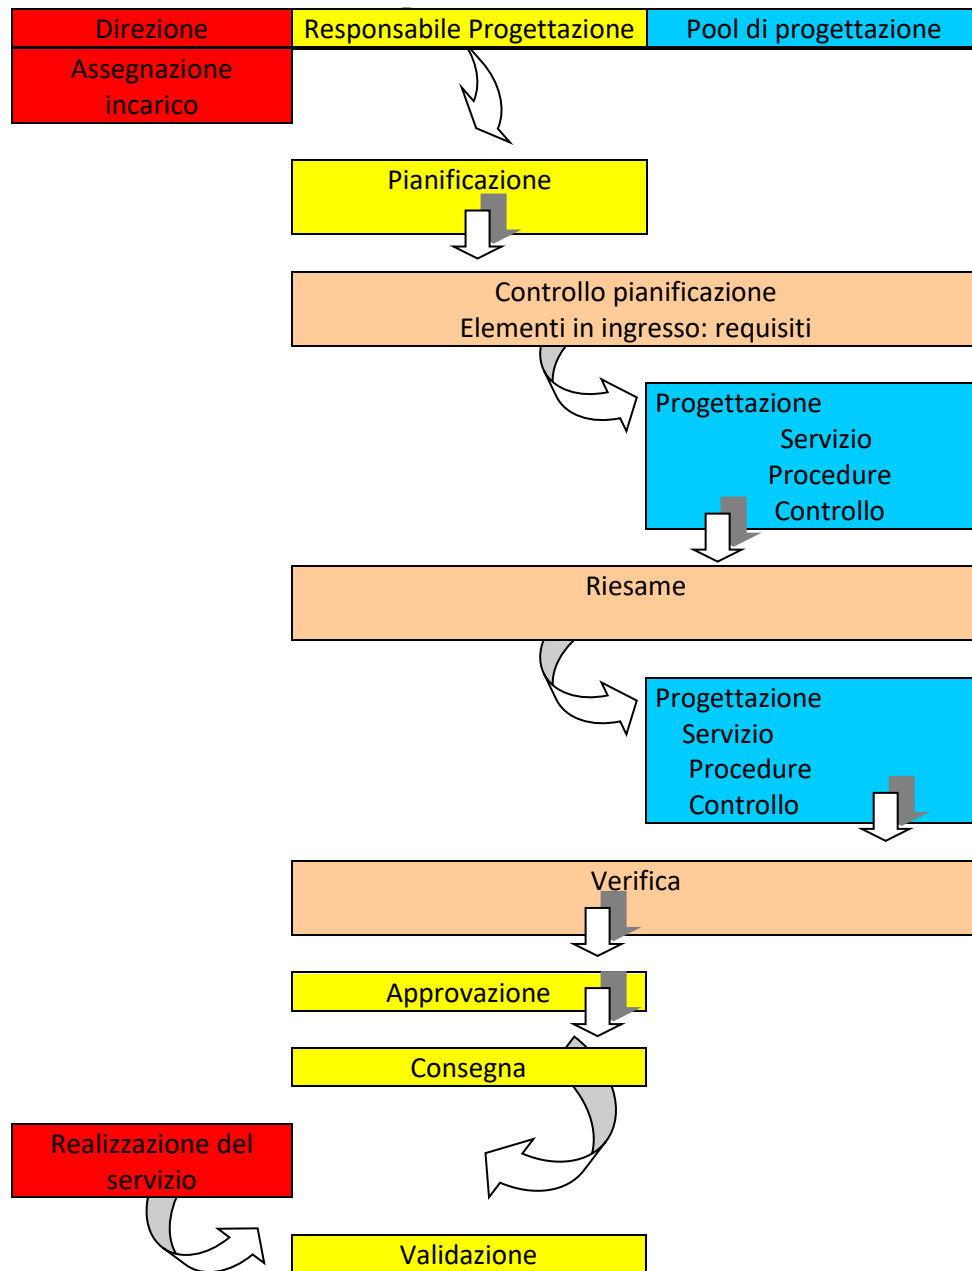 Direzione
Responsabile Progettazione
Pool di progettazione
Assegnazione
incarico
Pianificazione
Controllo pianificazione
Elementi in ingresso: requisiti
Progettazione
Servizio
Procedure
Controllo
Riesame
Progettazione
Servizio
Procedure
Controllo
Verifica
Approvazione
Consegna
Realizzazione del
servizio
Validazione